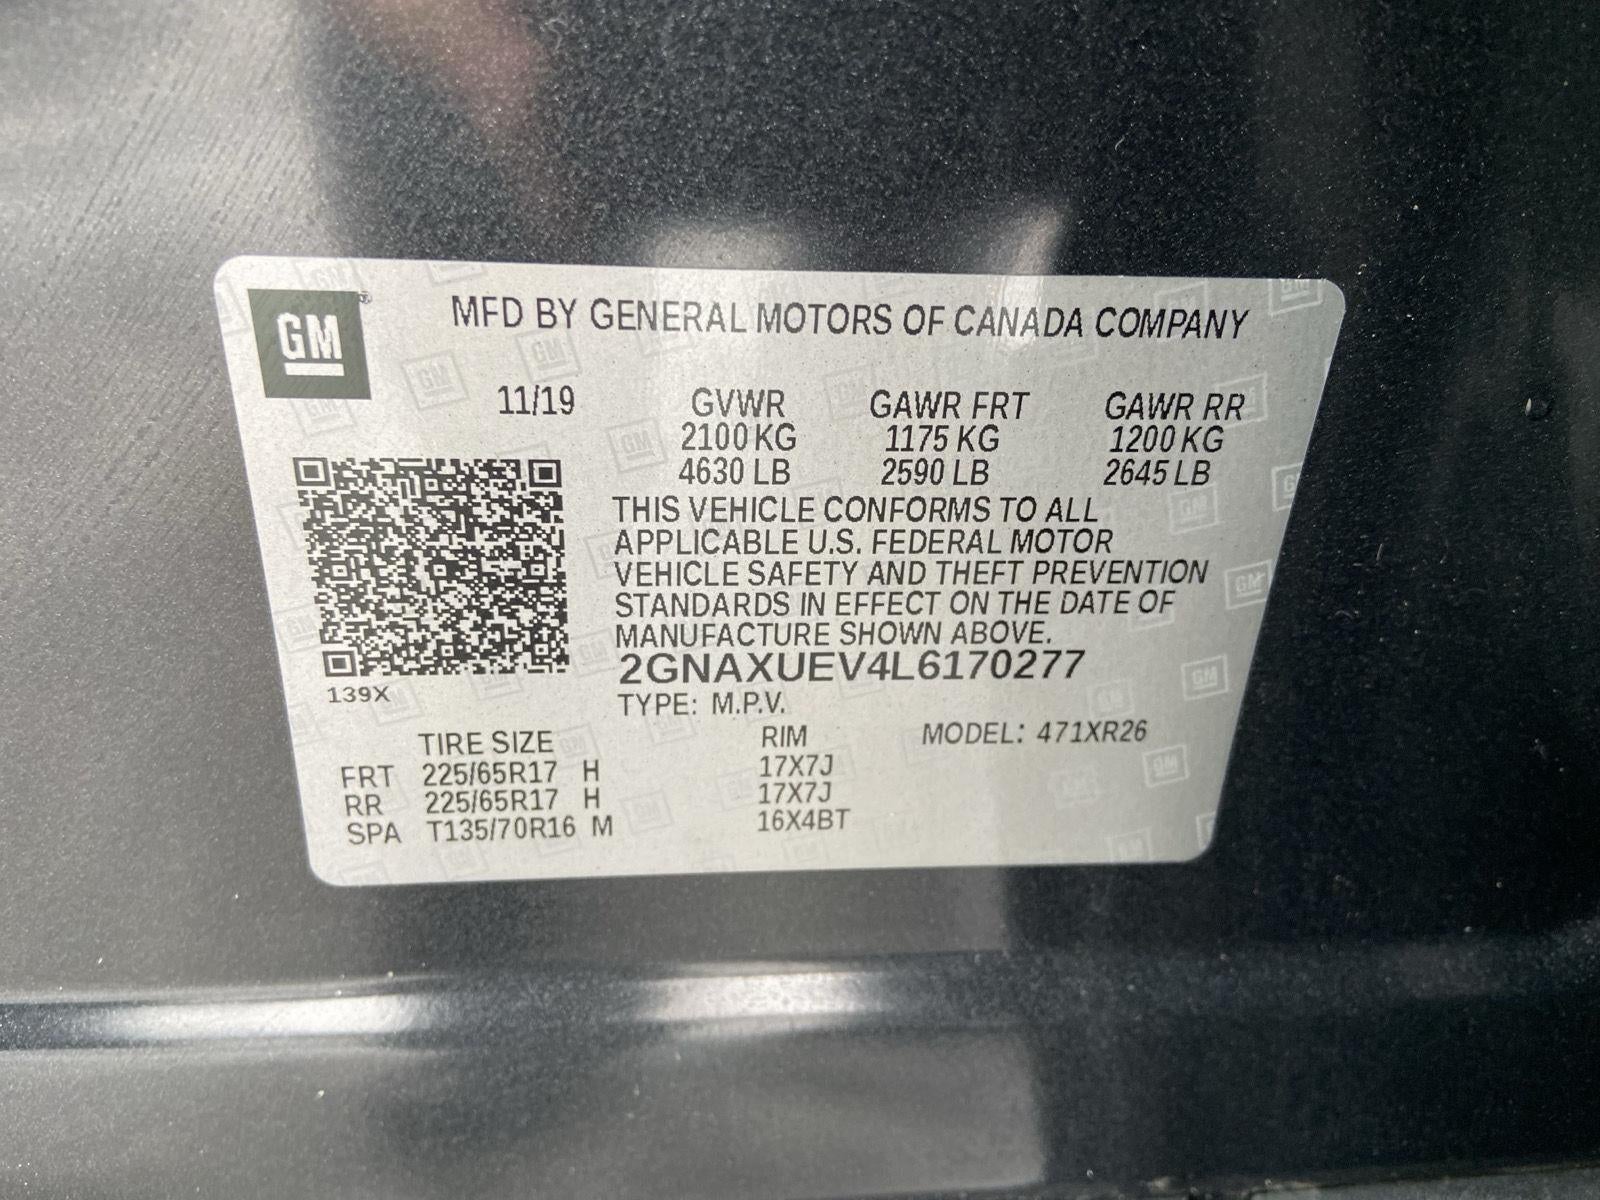 GM
MFD BY GENERAL MOTORS OF CANADA COMPANY
11/19 GVWR GAWR FRT GAWR RR
2100 KG 1175 KG 1200 KG
4630 LB 2590 LB 2645 LB
THIS VEHICLE CONFORMS TO ALL
APPLICABLE U.S. FEDERAL MOTOR
VEHICLE SAFETY AND THEFT PREVENTION
STANDARDS IN EFFECT ON THE DATE OF
MANUFACTURE SHOWN ABOVE.
2GNAXUEV4L6170277
139X
TYPE: M.P.V.
TIRE SIZE RIM MODEL: 471XR26
FRT 225/65R17 H 17X7J
RR 225/65R17 H 17X7J
SPA T135/70R16 M 16X4BT